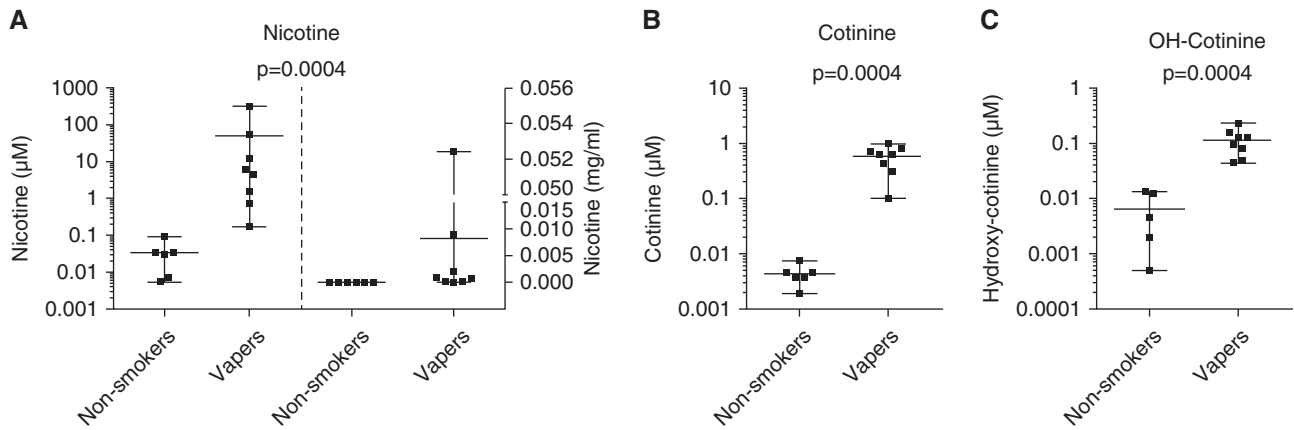 A
Nicotine
p=0.0004
Nicotine (μM)
1000
100
10
1
0.1
0.01
0.001
Non-smokers
Vapers
Non-smokers
Vapers
0.056
0.054
0.052
0.050
0.015
0.010
0.005
0.000
Nicotine (mg/ml)
B
Cotinine
p=0.0004
Cotinine (μM)
10
1
0.1
0.01
0.001
Non-smokers
Vapers
C
OH-Cotinine
p=0.0004
Hydroxy-cotinine (μM)
1
0.1
0.01
0.001
0.0001
Non-smokers
Vapers